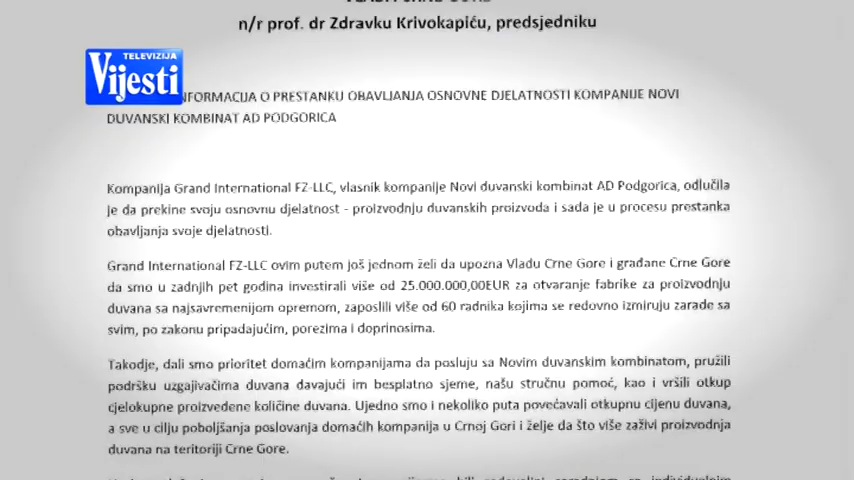 n/r prof. dr Zdravku Krivokapiću, predsjedniku
TELEVIZIJA
Vijesti
NFORMACIJA O PRESTANKU OBAVLJANJA OSNOVNE DJELATNOSTI KOMPANIJE NOVI
DUVANSKI KOMBINAT AD PODGORICA
Kompanija Grand International FZ-LLC, vlasnik kompanije Novi duvanski kombinat AD Podgorica, odlučila
je da prekine svoju osnovnu djelatnost - proizvodnju duvanskih proizvoda i sada je u procesu prestanka
obavljanja svoje djelatnosti.
Grand International FZ-LLC ovim putem još jednom želi da upozna Vladu Crne Gore i građane Crne Gore
da smo u zadnjih pet godina investirali više od 25.000.000,00EUR za otvaranje fabrike za proizvodnju
duvana sa najsavremenijom opremom, zaposlili više od 60 radnika kojima se redovno izmiruju zarade sa
svim, po zakonu pripadajućim, porezima i doprinosima.
Takodje, dali smo prioritet domaćim kompanijama da posluju sa Novim duvanskim kombinatom, pružili
podršku uzgajivačima duvana davajući im besplatno sjeme, našu stručnu pomoć, kao i vršili otkup
cjelokupne proizvedene količine duvana. Ujedno smo i nekoliko puta povećavali otkupnu cijenu duvana,
a sve u cilju poboljšanja poslovanja domaćih kompanija u Crnoj Gori i želje da što više zaživi proizvodnja
duvana na teritoriji Crne Gore.